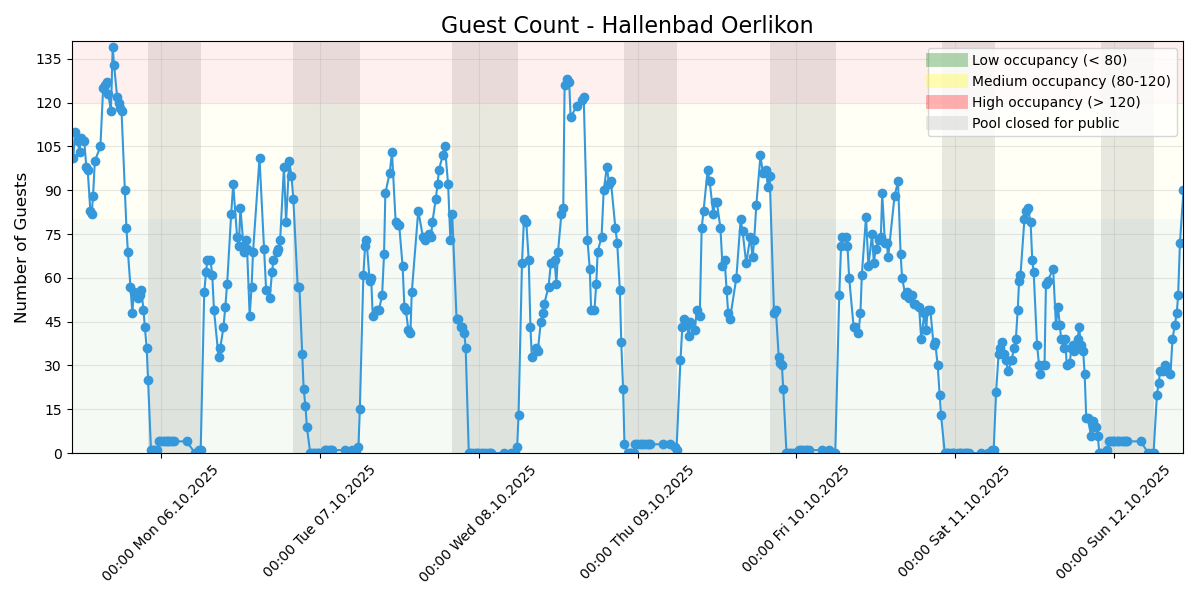 Guest Count - Hallenbad Oerlikon
Number of Guests
135
120
105
90
75
60
45
30
15
0
Low occupancy (< 80)
Medium occupancy (80-120)
High occupancy (> 120)
Pool closed for public
00:00 Mon 06.10.2025
00:00 Tue 07.10.2025
00:00 Wed 08.10.2025
00:00 Thu 09.10.2025
00:00 Fri 10.10.2025
00:00 Sat 11.10.2025
00:00 Sun 12.10.2025